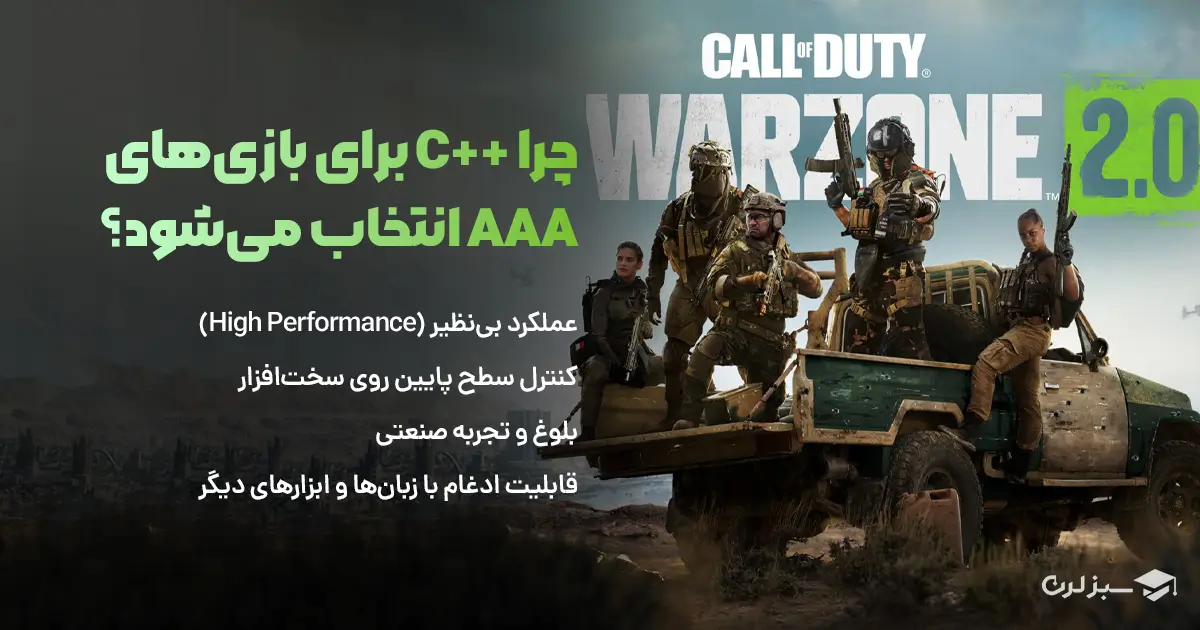 CALL OF DUTY®
WARZONE™ 2.0
چرا C++ برای بازی‌های
AAA انتخاب می‌شود؟
عملکرد بی‌نظیر (High Performance)
کنترل سطح پایین روی سخت‌افزار
بلوغ و تجربه صنعتی
قابلیت ادغام با زبان‌ها و ابزارهای دیگر
سبزلرن